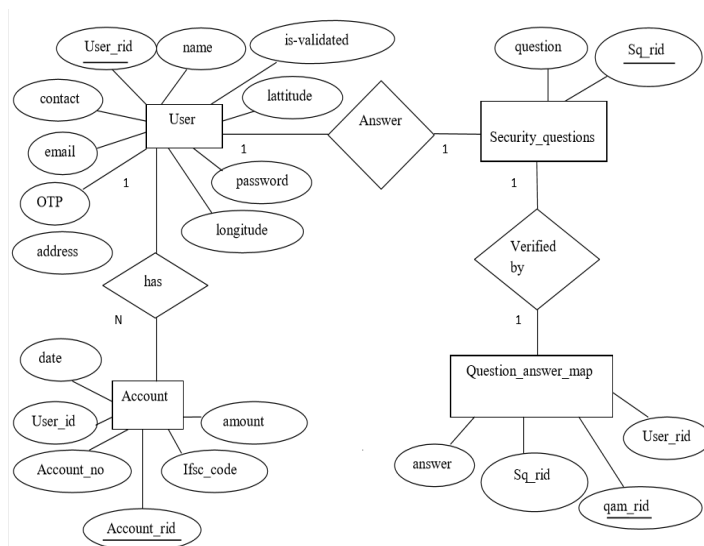 User_rid
name
is-validated
question
Sq_rid
contact
lattitude
User
Answer
Security_questions
email
1
1
1
1
password
OTP
longitude
address
Verified
by
has
N
1
date
Account
Question_answer_map
User_id
amount
User_rid
Account_no
Ifsc_code
answer
Sq_rid
qam_rid
Account_rid